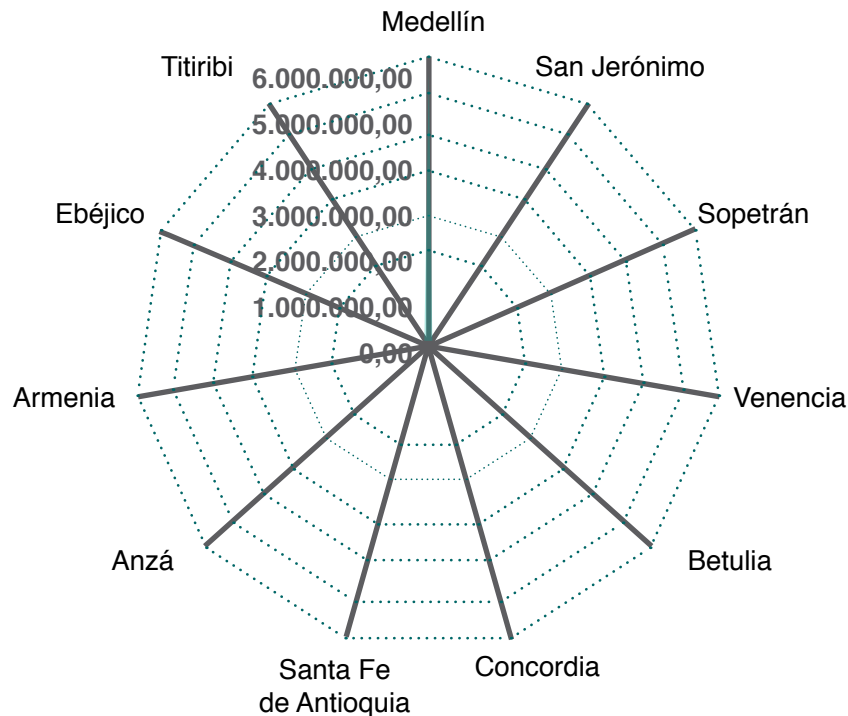 Medellín
San Jerónimo
Sopetrán
Venencia
Betulia
Concordia
Santa Fe
de Antioquia
Anzá
Armenia
Ebéjico
Titiribi
6.000.000,00
5.000.000,00
4.000.000,00
3.000.000,00
2.000.000,00
1.000.000,00
0,00